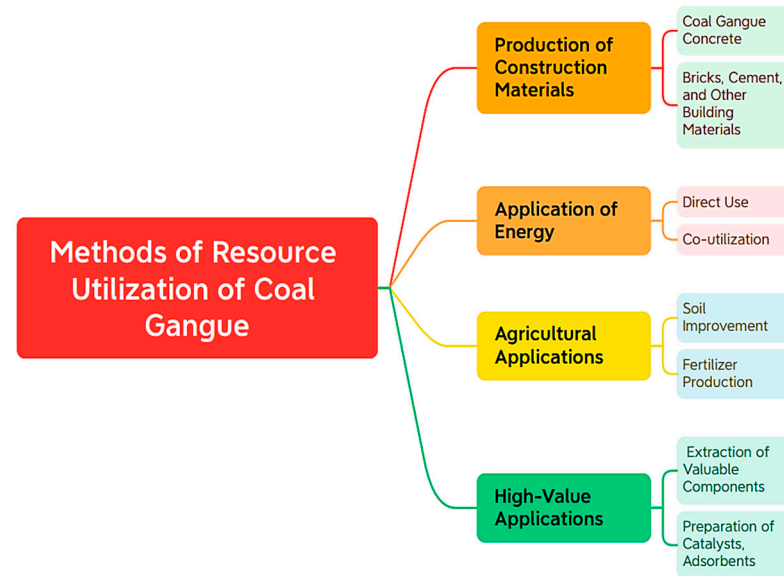 Methods of Resource
Utilization of Coal
Gangue
Production of
Construction
Materials
Coal Gangue
Concrete
Bricks, Cement,
and Other
Building
Materials
Application of
Energy
Direct Use
Co-utilization
Agricultural
Applications
Soil
Improvement
Fertilizer
Production
High-Value
Applications
Extraction of
Valuable
Components
Preparation of
Catalysts,
Adsorbents